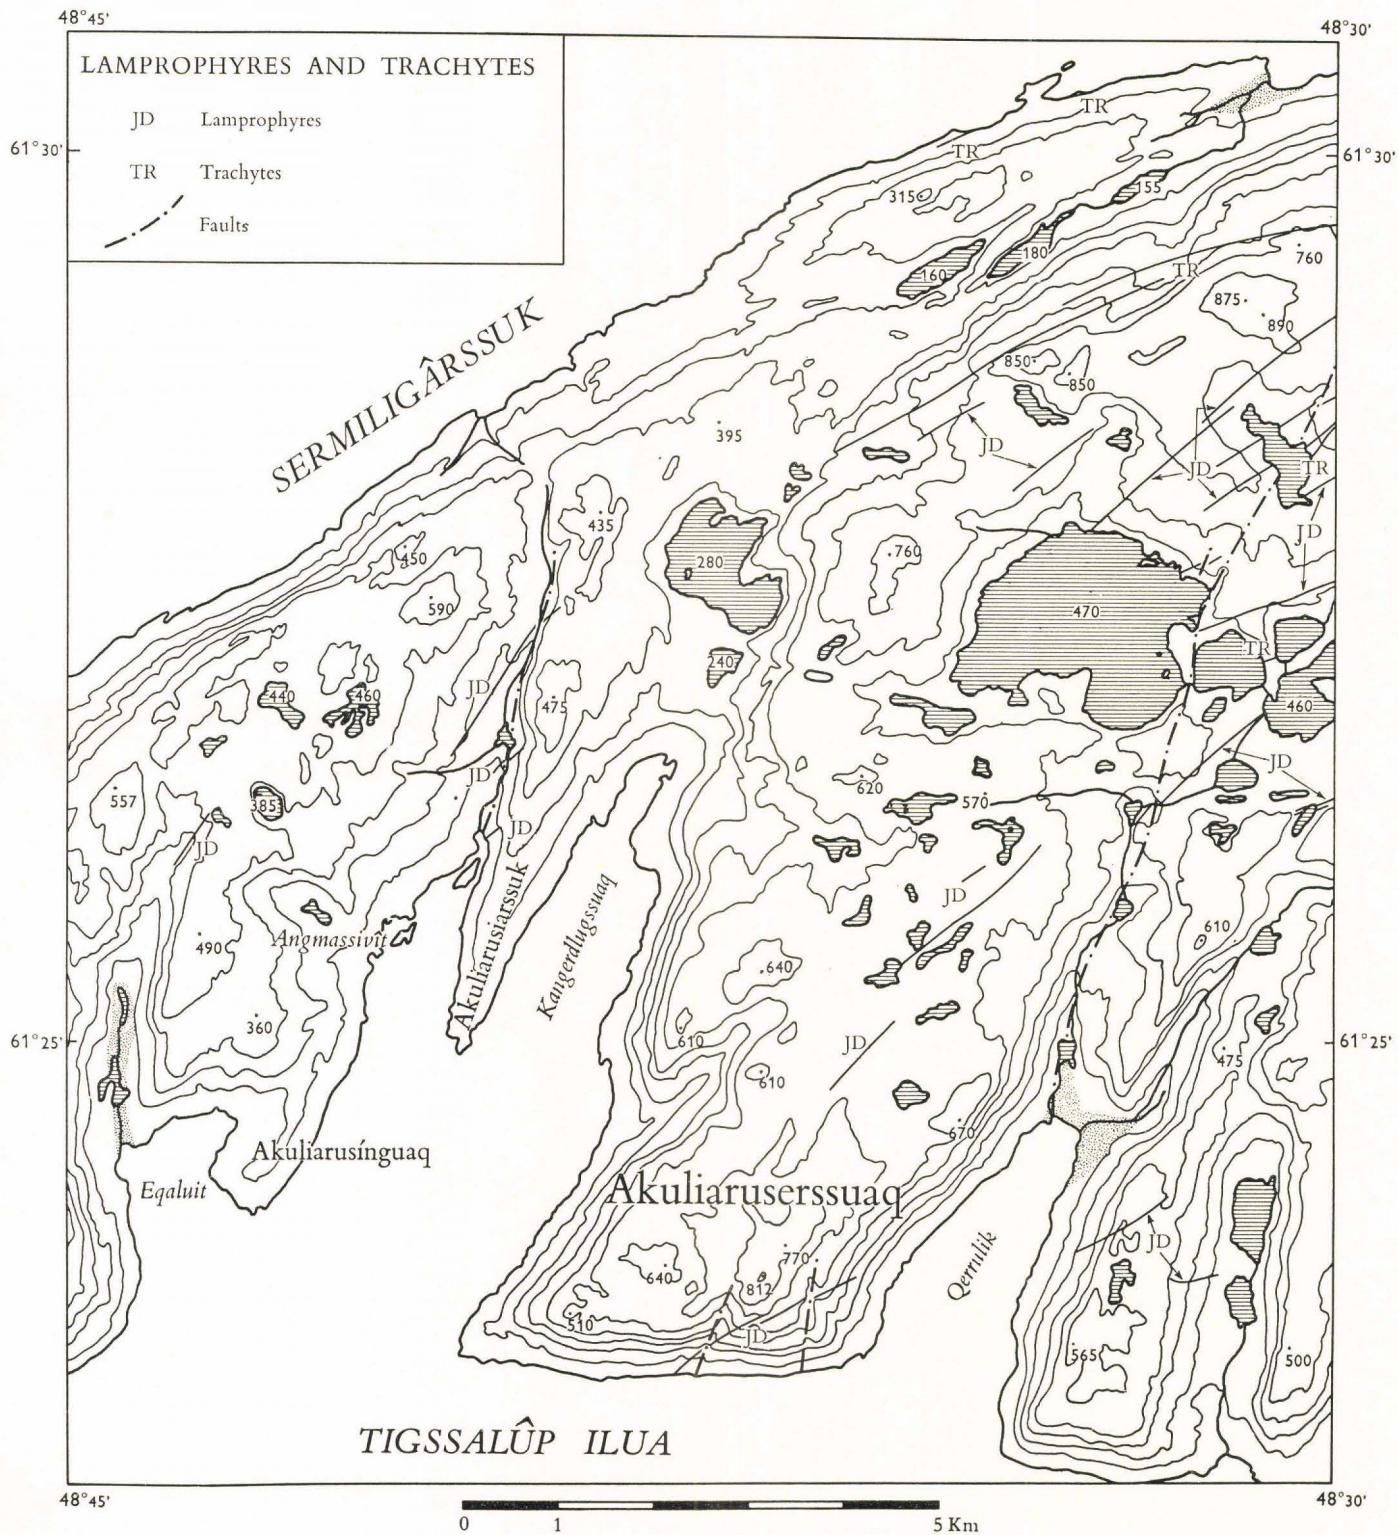 48°45'
48°30'
LAMPROPHYRES AND TRACHYTES
JD Lamprophyres
TR Trachytes
Faults
61°30'
61°30'
TR
TR
315
155
180
160
760
TR
875
890
SERMILIGÂRSSUK
850
850
395
JD
JD
TR
435
JD
450
280
760
590
470
240
TR
JD
440
460
475
460
JD
JD
557
385
620
570
JD
JD
Akuliarusiarssuk
Kangerdlugssuaq
JD
610
490
Angmassivît
640
360
610
JD
61°25'
61°25'
475
610
670
Akuliarusínguaq
Eqaluit
Akuliaruserssuaq
JD
Qerrulik
770
640
812
510
JD
565
500
TIGSSALÛP ILUA
48°45'
48°30'
0 1 5 Km